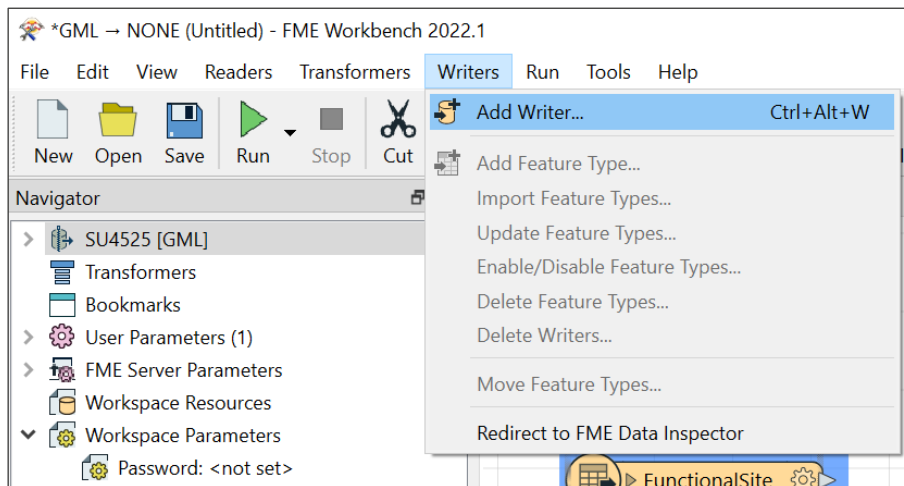 *GML → NONE (Untitled) - FME Workbench 2022.1
File Edit View Readers Transformers Writers Run Tools Help
New Open Save Run Stop Cut
Add Writer... Ctrl+Alt+W
Add Feature Type...
Import Feature Types...
Update Feature Types...
Enable/Disable Feature Types...
Delete Feature Types...
Delete Writers...
Move Feature Types...
Redirect to FME Data Inspector
Navigator
SU4525 [GML]
Transformers
Bookmarks
User Parameters (1)
FME Server Parameters
Workspace Resources
Workspace Parameters
Password: <not set>
FunctionalSite